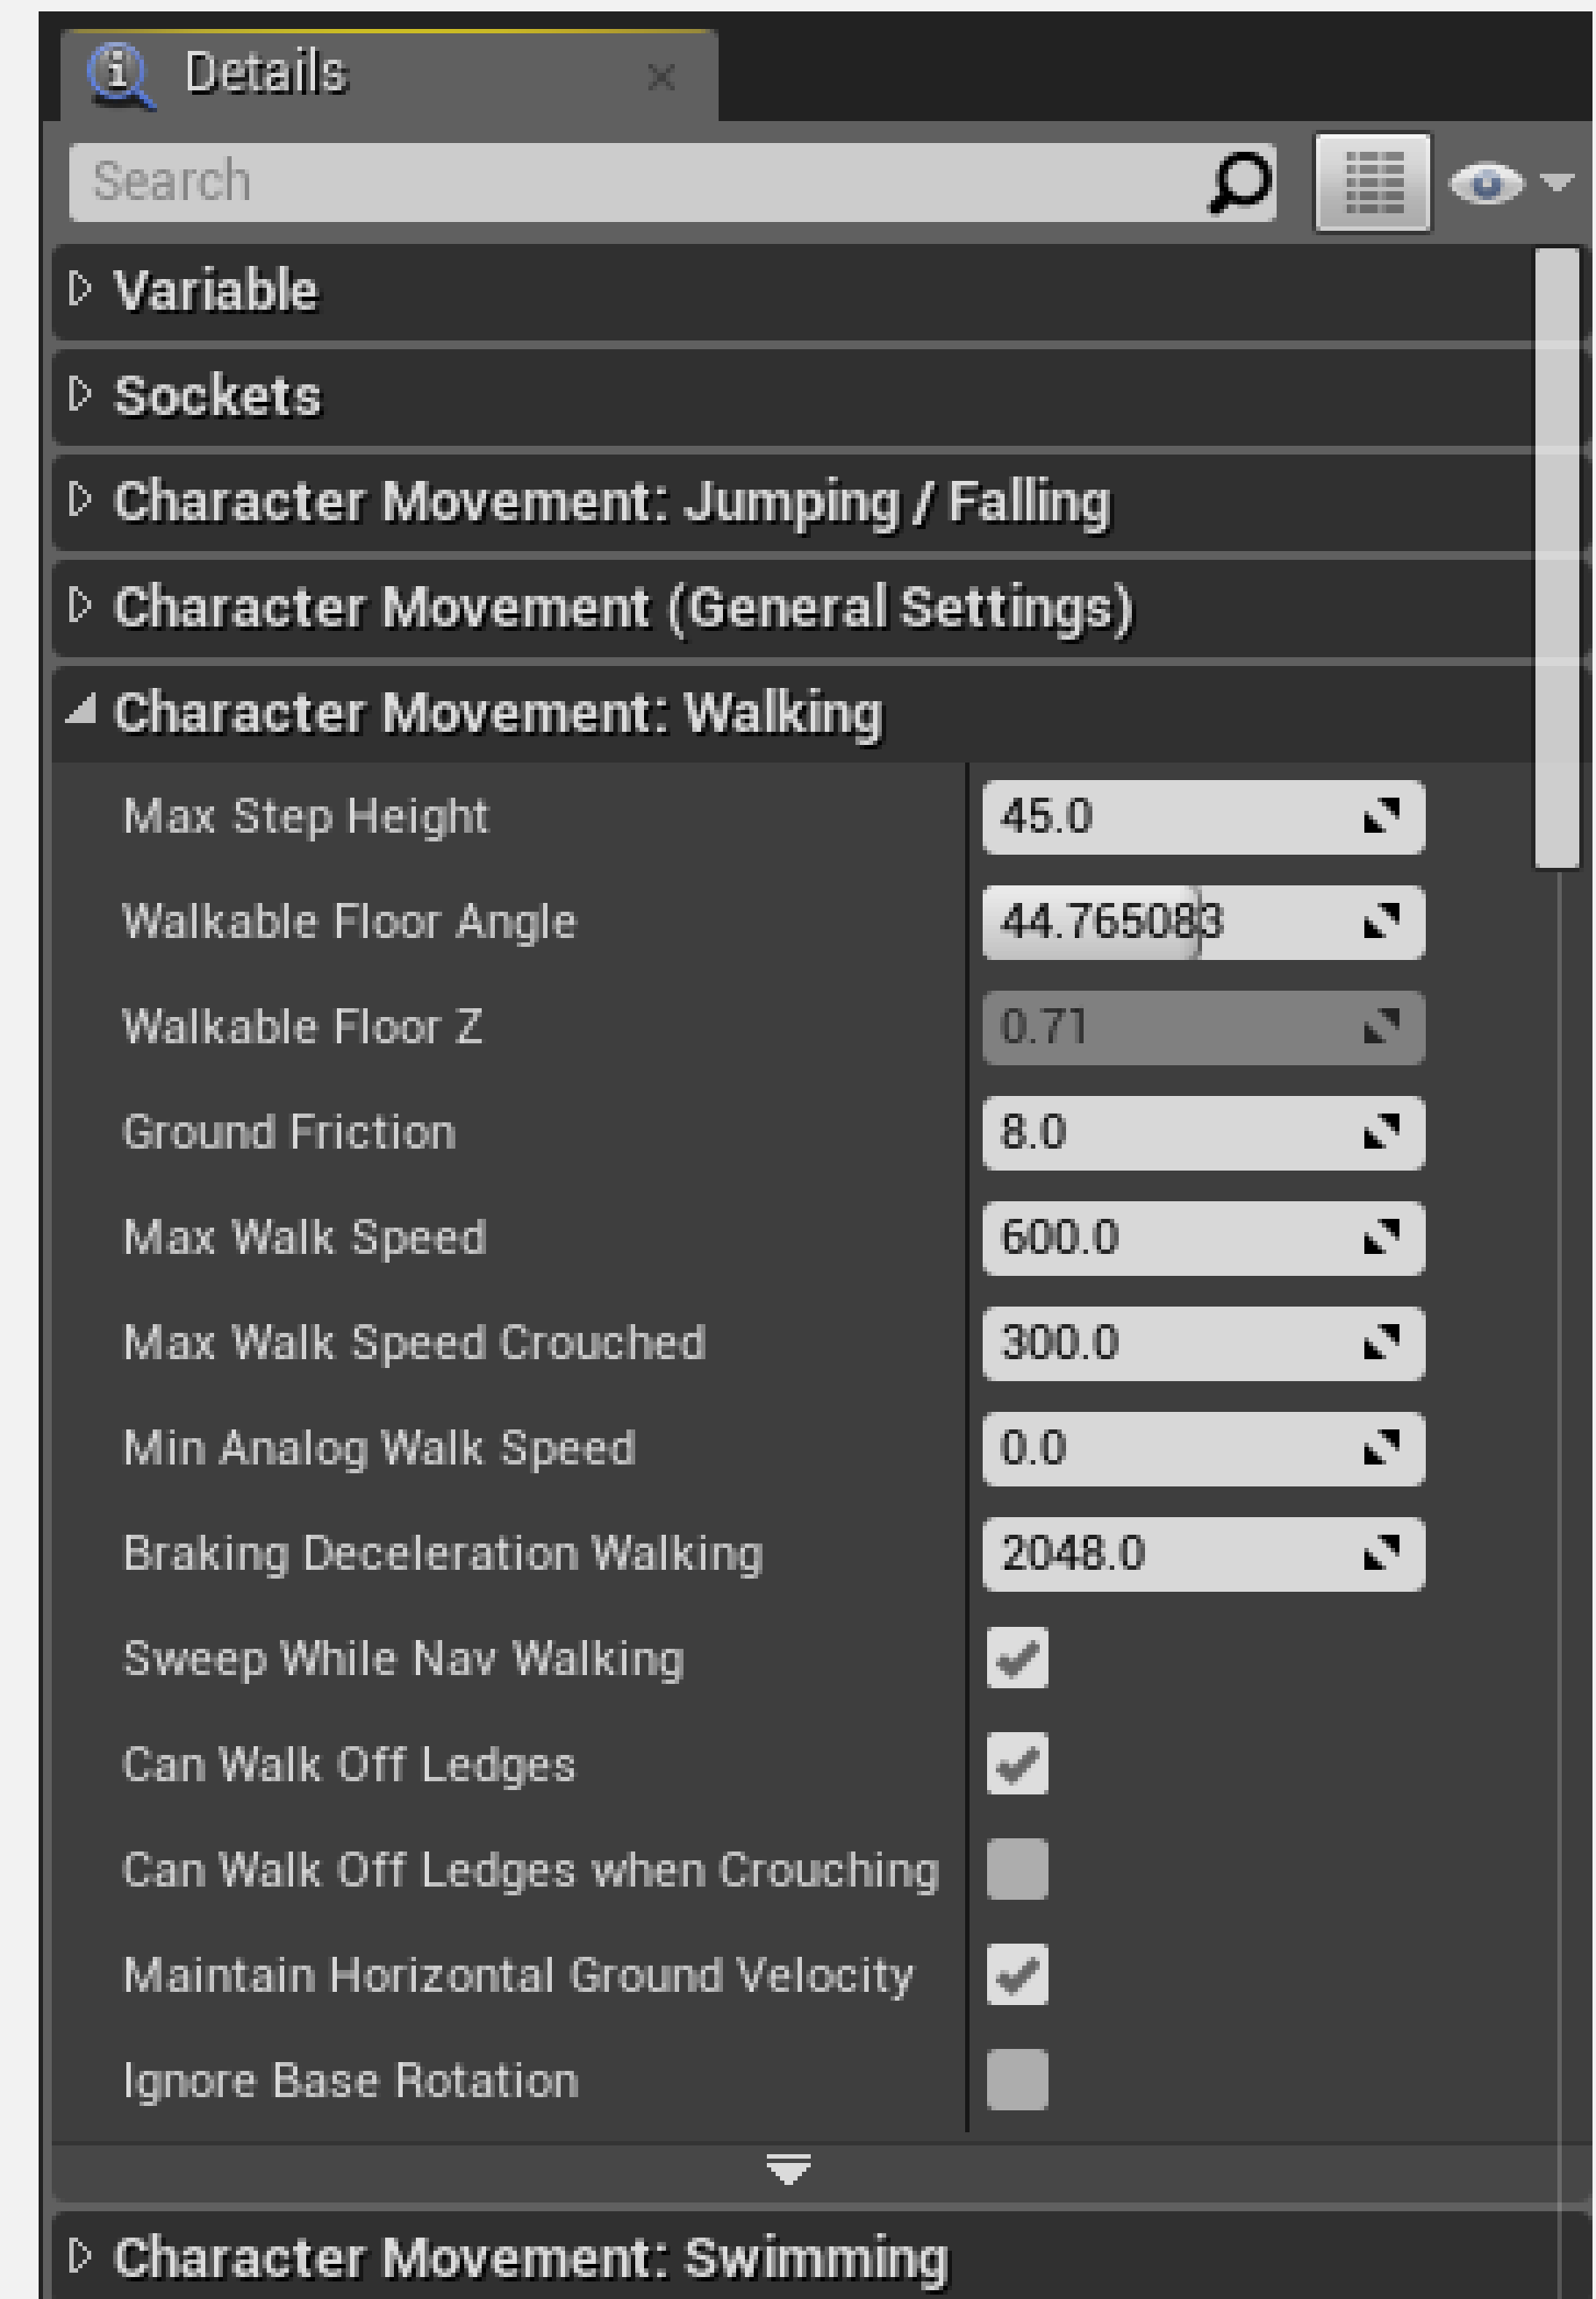 Details
Search
Variable
Sockets
Character Movement: Jumping / Falling
Character Movement (General Settings)
Character Movement: Walking
Max Step Height 45.0
Walkable Floor Angle 44.765083
Walkable Floor Z 0.71
Ground Friction 8.0
Max Walk Speed 600.0
Max Walk Speed Crouched 300.0
Min Analog Walk Speed 0.0
Braking Deceleration Walking 2048.0
Sweep While Nav Walking
Can Walk Off Ledges
Can Walk Off Ledges when Crouching
Maintain Horizontal Ground Velocity
Ignore Base Rotation
Character Movement: Swimming